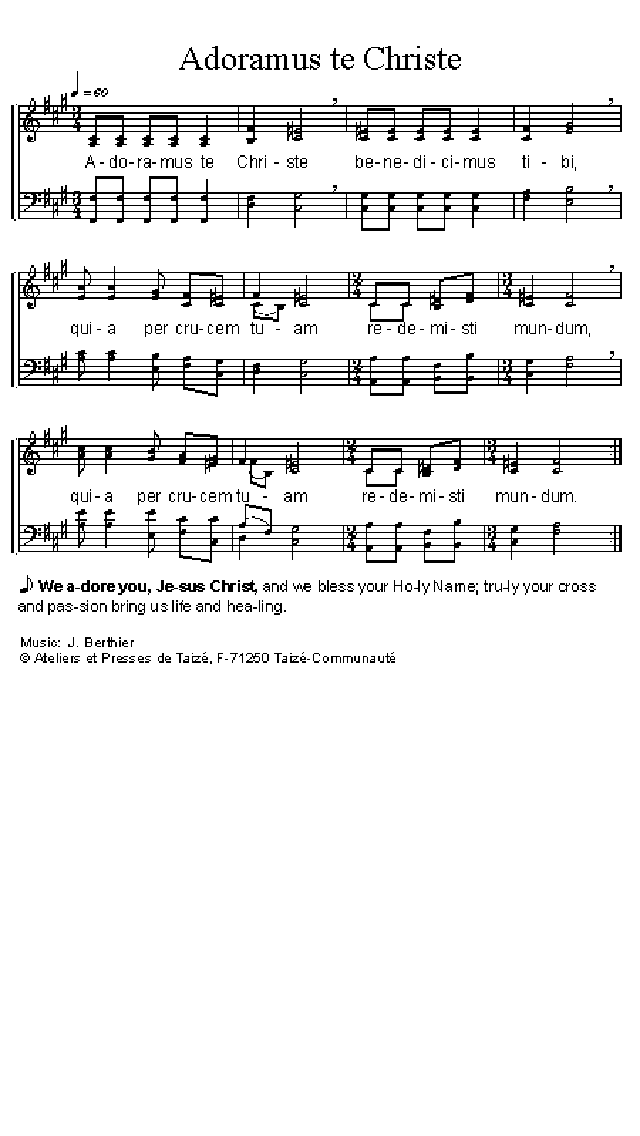 Adoramus te Christe
♩ = 60
A-do-ra-mus te Chri-ste be-ne-di-ci-mus ti-bi,
qui-a per cru-cem tu-am re-de-mi-sti mun-dum,
qui-a per cru-cem tu-am re-de-mi-sti mun-dum.
♪ We a-dore you, Je-sus Christ, and we bless your Ho-ly Name; tru-ly your cross
and pas-sion bring us life and hea-ling.
Music: J. Berthier
© Ateliers et Presses de Taizé, F-71250 Taizé-Communauté